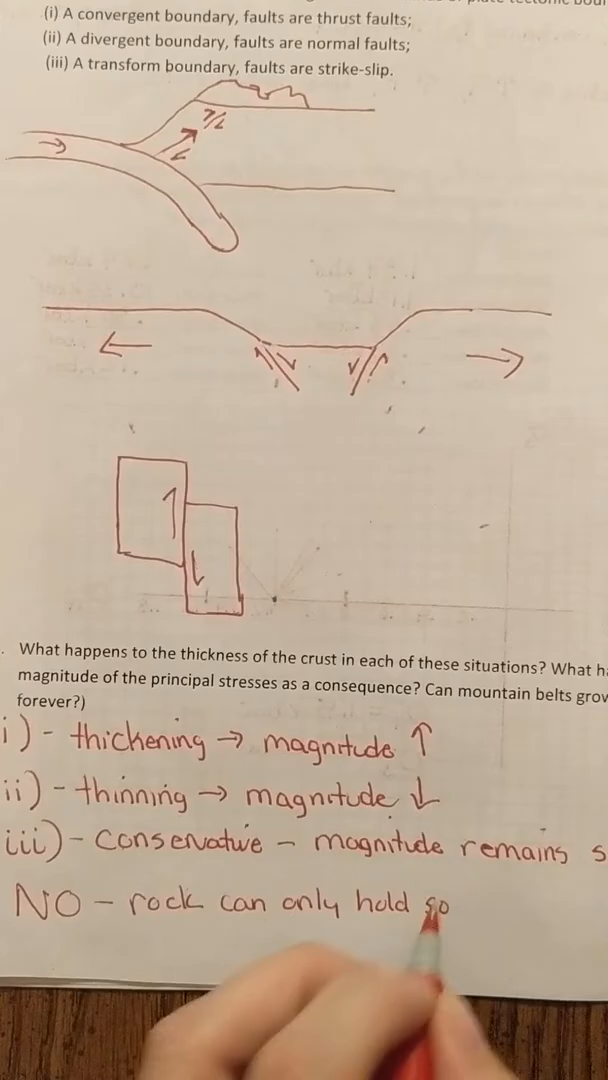 (i) A convergent boundary, faults are thrust faults;
(ii) A divergent boundary, faults are normal faults;
(iii) A transform boundary, faults are strike-slip.
. What happens to the thickness of the crust in each of these situations? What
magnitude of the principal stresses as a consequence? Can mountain belts
forever?)
i) - thickening → magnitude ↑
ii) - thinning → magnitude ↓
iii) - conservative - magnitude remains
NO - rock can only hold so